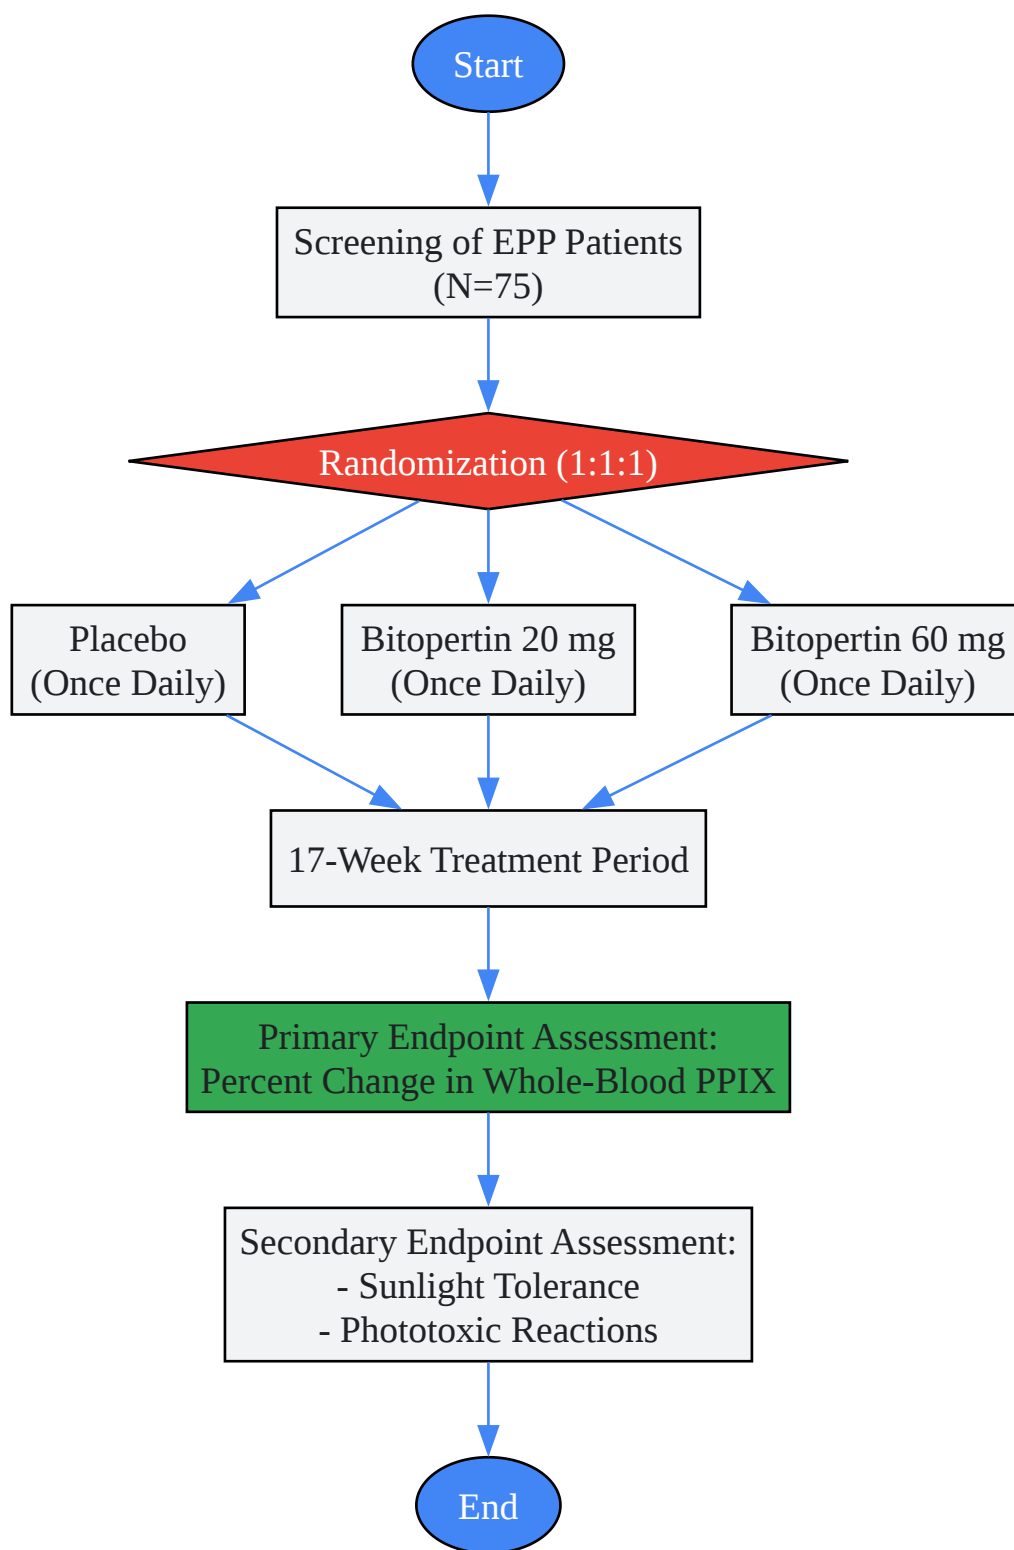 Start
Screening of EPP Patients
(N=75)
Randomization (1:1:1)
Placebo
(Once Daily)
Bitopertin 20 mg
(Once Daily)
Bitopertin 60 mg
(Once Daily)
17-Week Treatment Period
Primary Endpoint Assessment:
Percent Change in Whole-Blood PPIX
Secondary Endpoint Assessment:
- Sunlight Tolerance
- Phototoxic Reactions
End